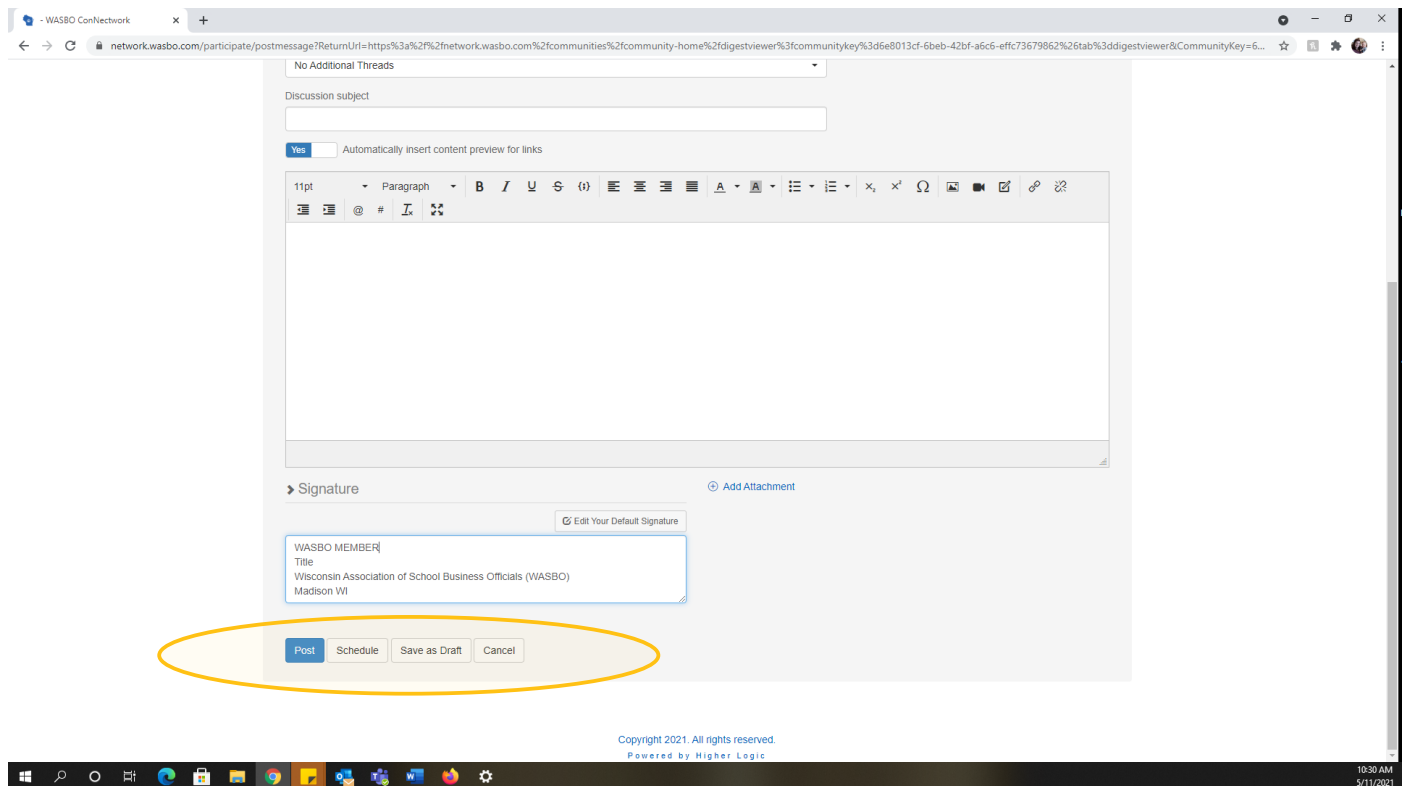 - WASBO ConNectwork
network.wasbo.com/participate/postmessage?ReturnUrl=https%3a%2f%2fnetwork.wasbo.com%2fcommunities%2fcommunity-home%2fdigestviewer%3fcommunitykey%3d6e8013cf-6beb-42bf-a6c6-effc73679862%26tab%3ddigestviewer&CommunityKey=6...
No Additional Threads
Discussion subject
Yes Automatically insert content preview for links
11pt Paragraph B I U S {;} A A x₂ x² Ω
@ # Ix
Signature
Add Attachment
Edit Your Default Signature
WASBO MEMBER
Title
Wisconsin Association of School Business Officials (WASBO)
Madison WI
Post Schedule Save as Draft Cancel
Copyright 2021. All rights reserved.
Powered by Higher Logic
10:30 AM
5/11/2021